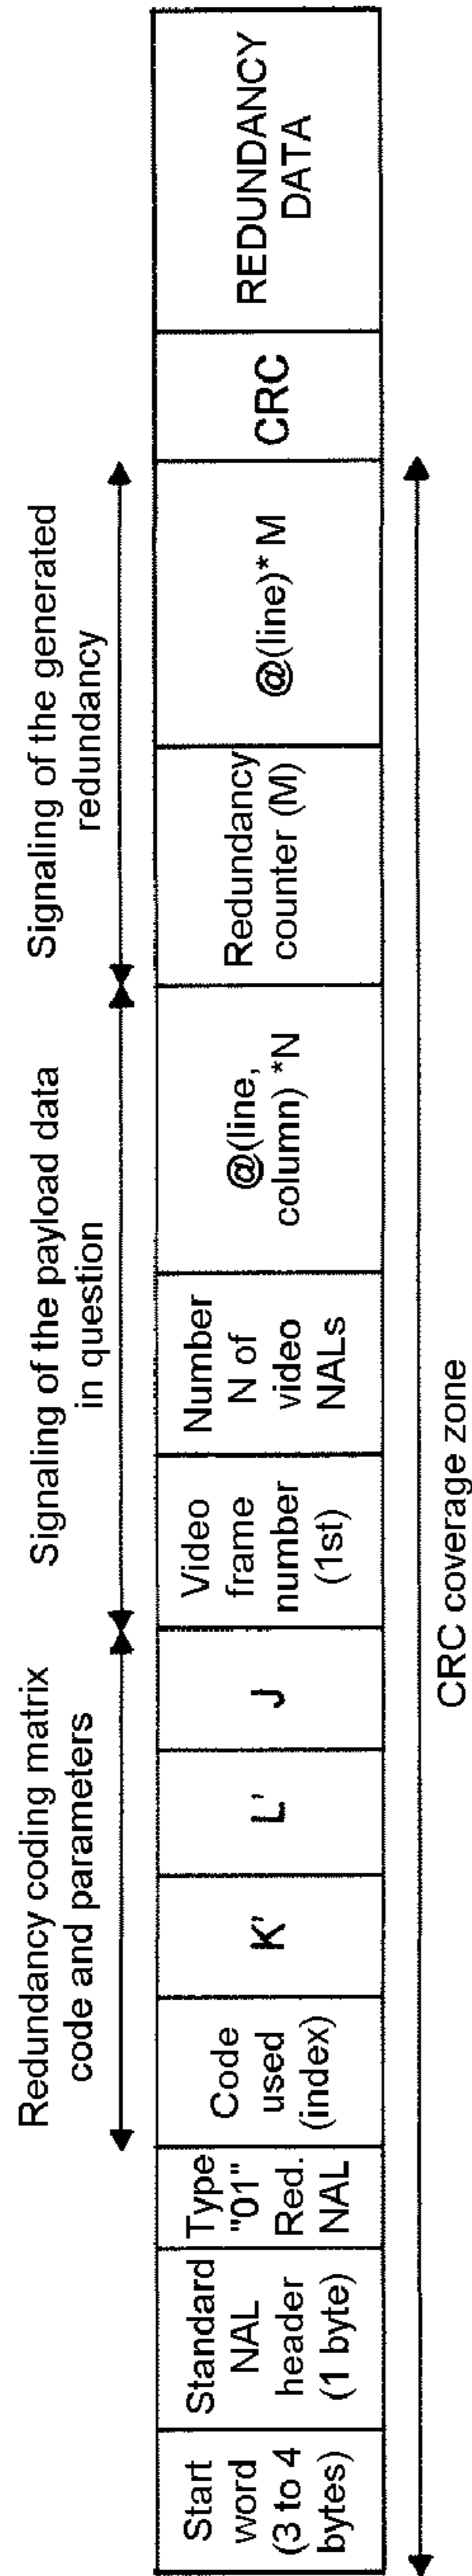 Redundancy coding matrix
code and parameters
Signaling of the payload data
in question
Signaling of the generated
redundancy
Start
word
(3 to 4
bytes)
Standard
NAL
header
(1 byte)
Type
"01"
Red.
NAL
Code
used
(index)
K'
L'
J
Video
frame
number
(1st)
Number
N of
video
NALs
@(line,
column) *N
Redundancy
counter (M)
@(line)* M
CRC
REDUNDANCY
DATA
CRC coverage zone